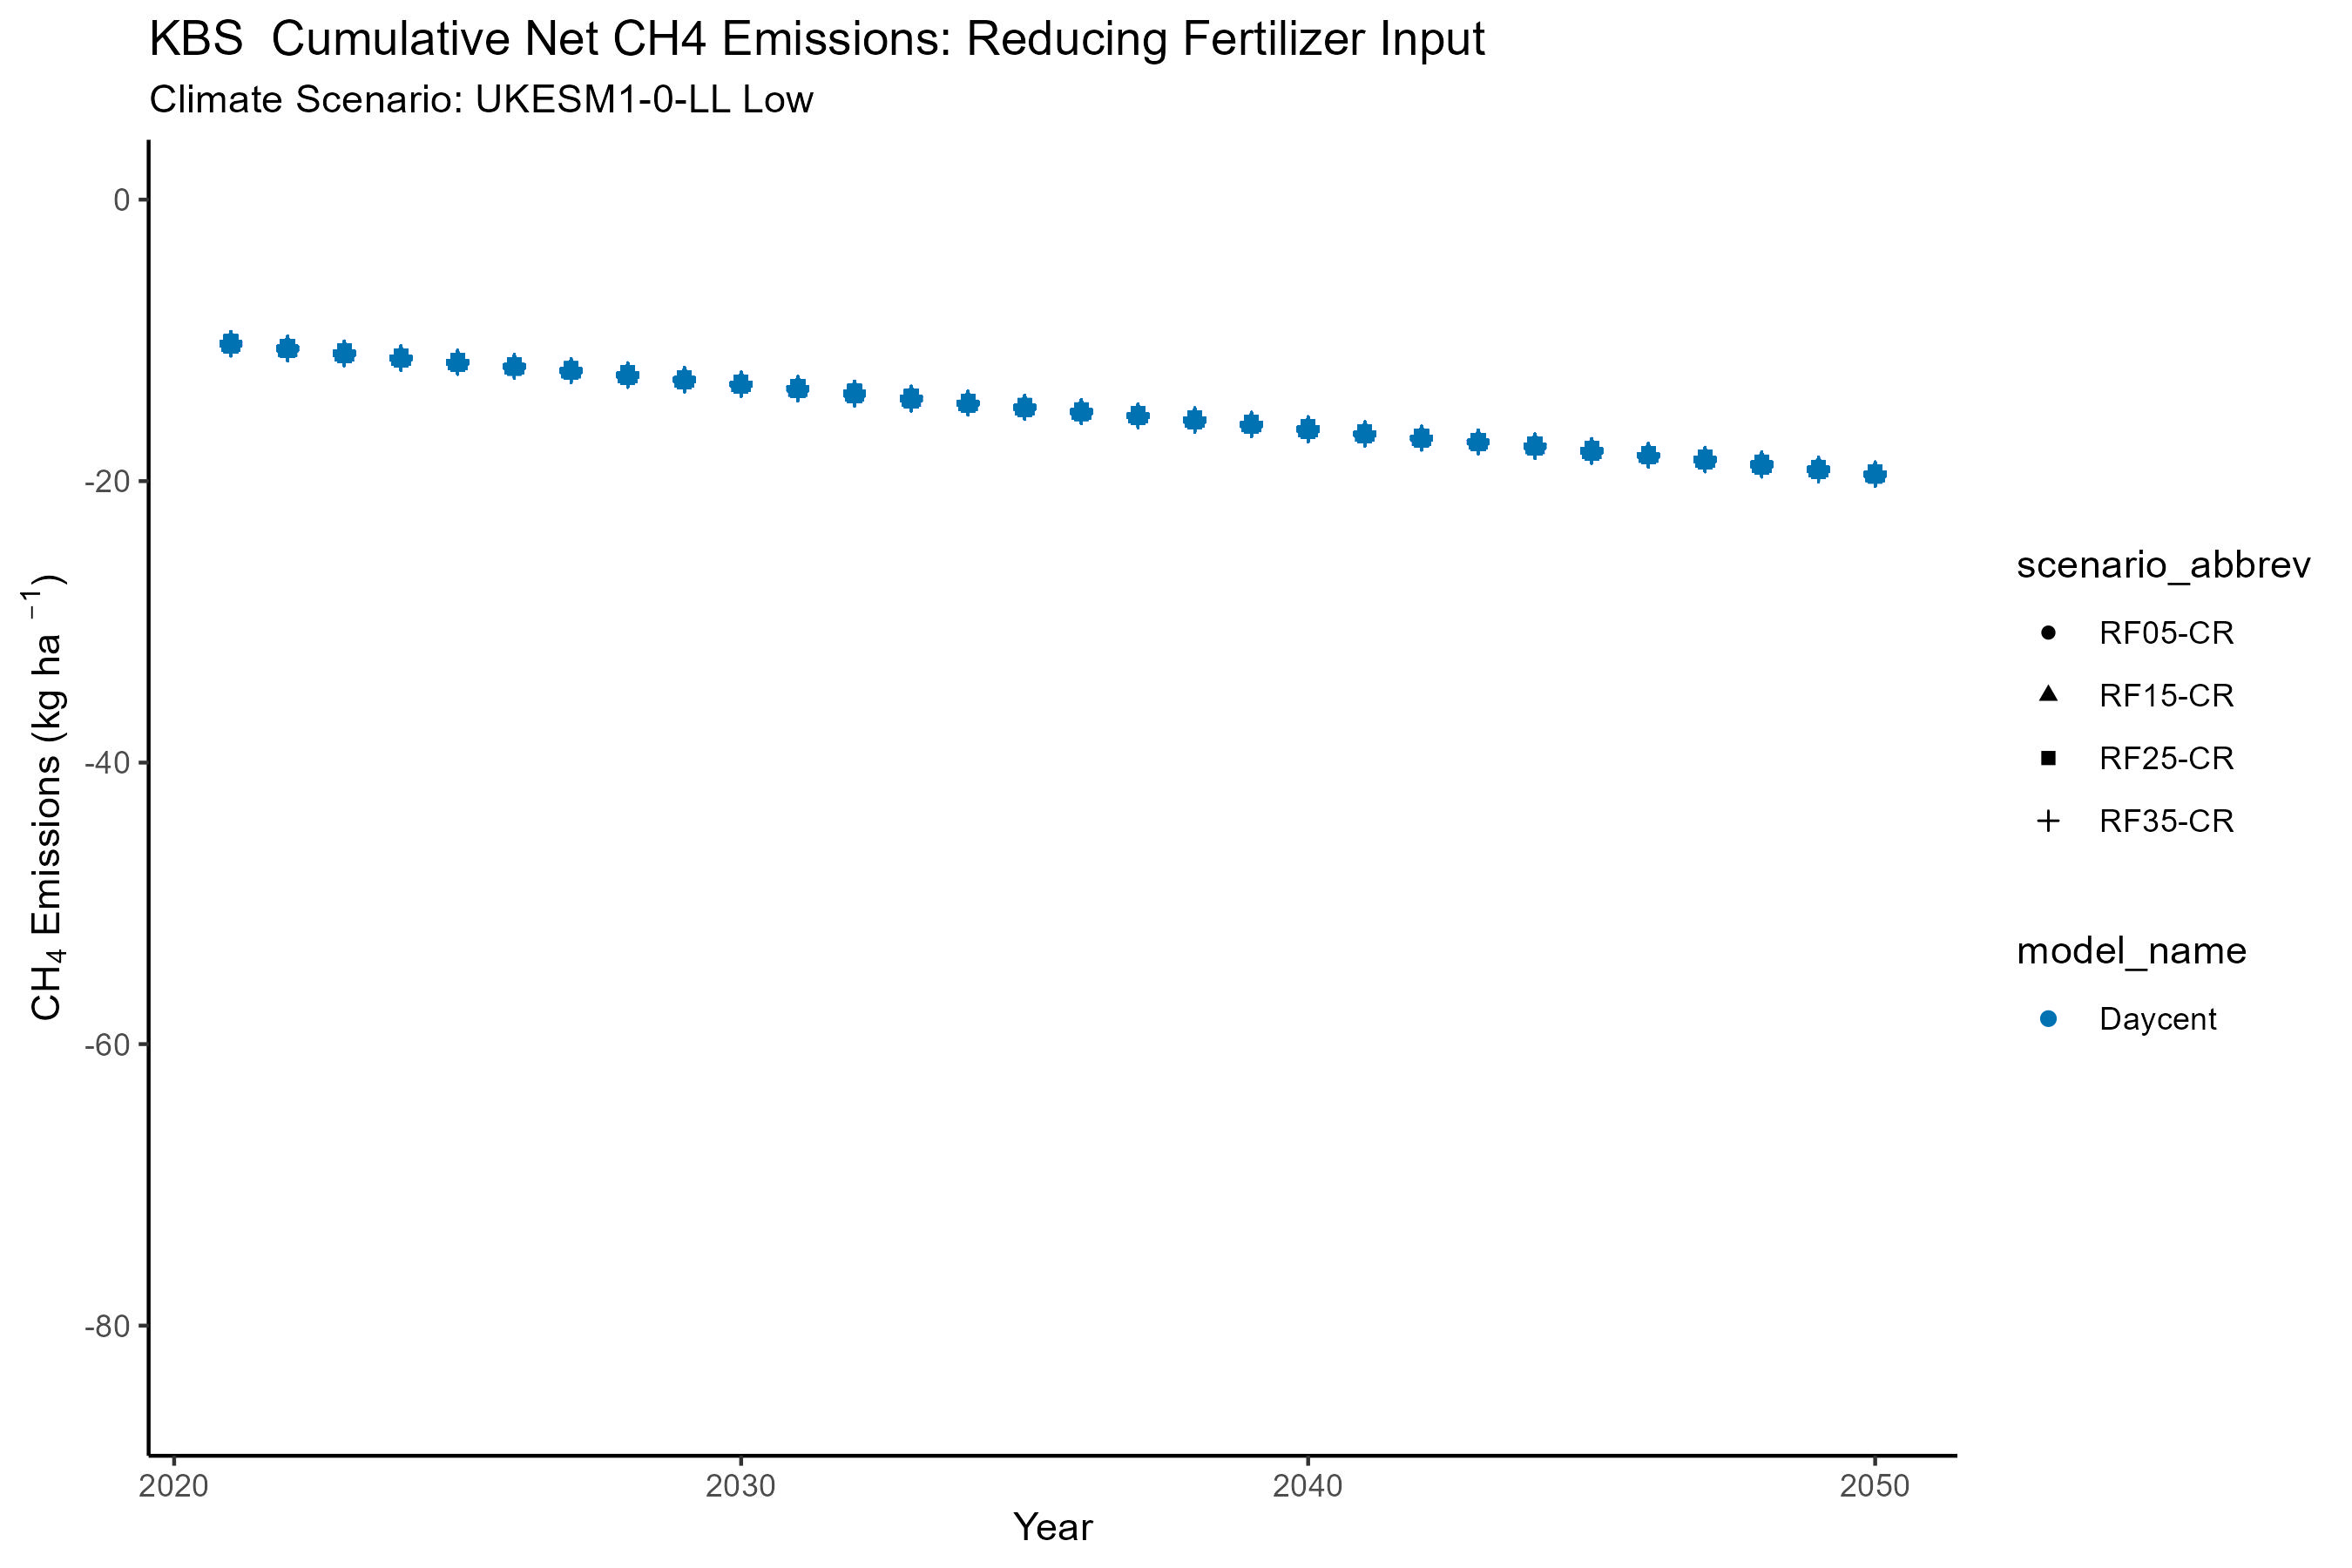 KBS  Cumulative Net CH4 Emissions: Reducing Fertilizer Input
Climate Scenario: UKESM1-0-LL Low
CH₄ Emissions (kg ha ⁻¹)
0
-20
-40
-60
-80
2020
2030
2040
2050
Year
scenario_abbrev
RF05-CR
RF15-CR
RF25-CR
RF35-CR
model_name
Daycent